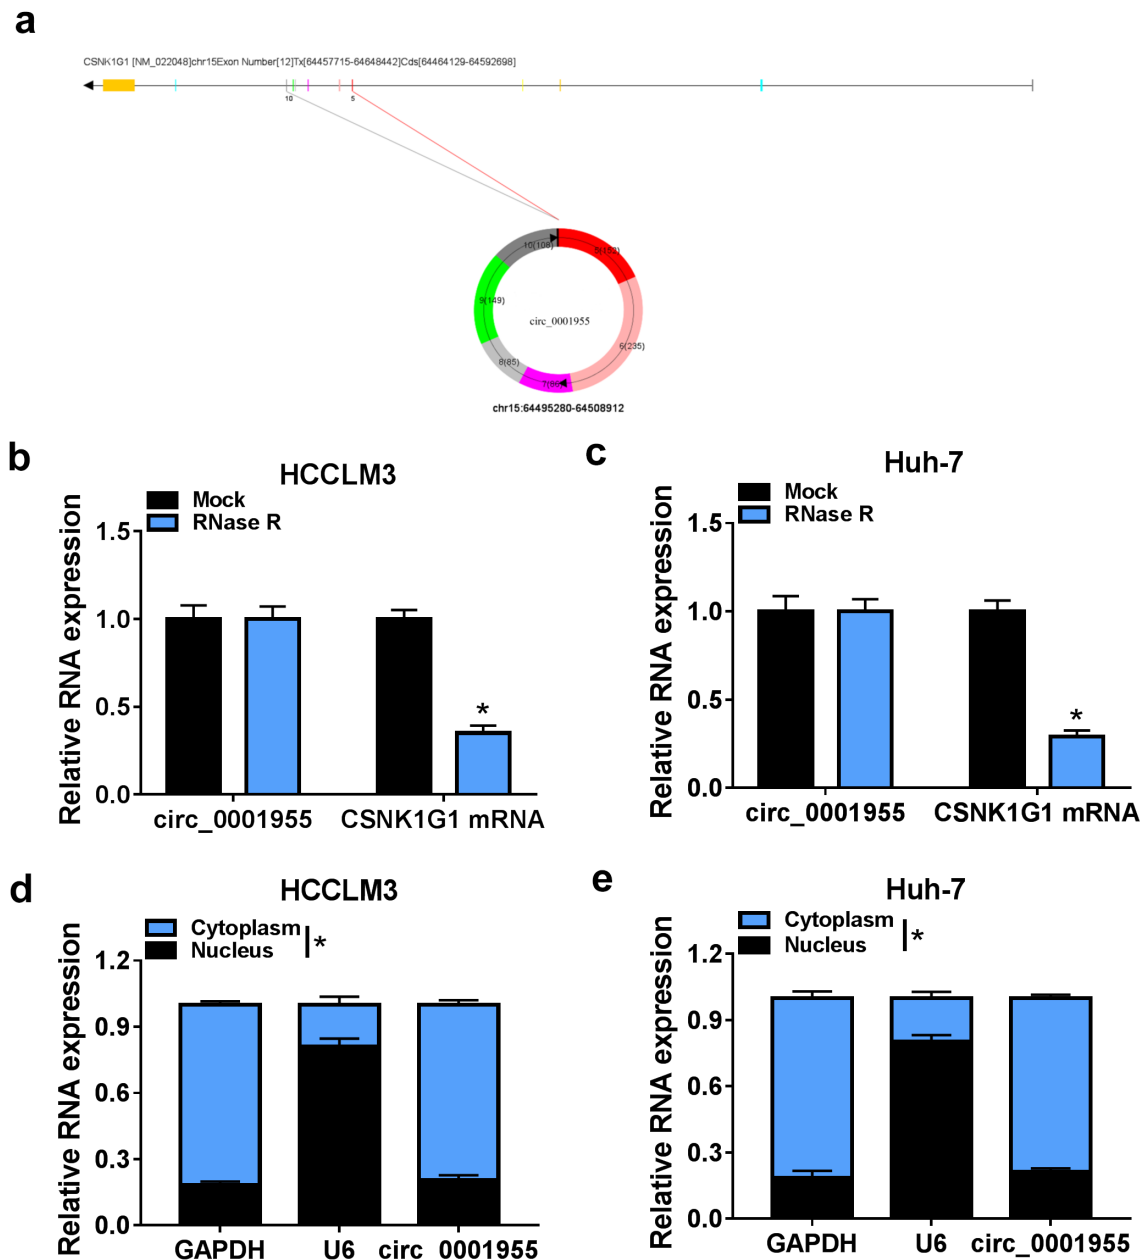 a
CSNK1G1 [NM_022048]chr15Exon Number[12]Tx[64457715-64648442]Cds[64464129-64592698]
10
5
10(108)
9(149)
6(235)
8(85)
circ_0001955
chr15:64495280-64508912
b
HCCLM3
Mock
RNase R
Relative RNA expression
1.5
1.0
0.5
0.0
*
circ_0001955
CSNK1G1 mRNA
c
Huh-7
Mock
RNase R
Relative RNA expression
1.5
1.0
0.5
0.0
*
circ_0001955
CSNK1G1 mRNA
d
HCCLM3
Cytoplasm
Nucleus
*
Relative RNA expression
1.2
0.9
0.6
0.3
0.0
GAPDH
U6
circ_0001955
e
Huh-7
Cytoplasm
Nucleus
*
Relative RNA expression
1.2
0.9
0.6
0.3
0.0
GAPDH
U6
circ_0001955